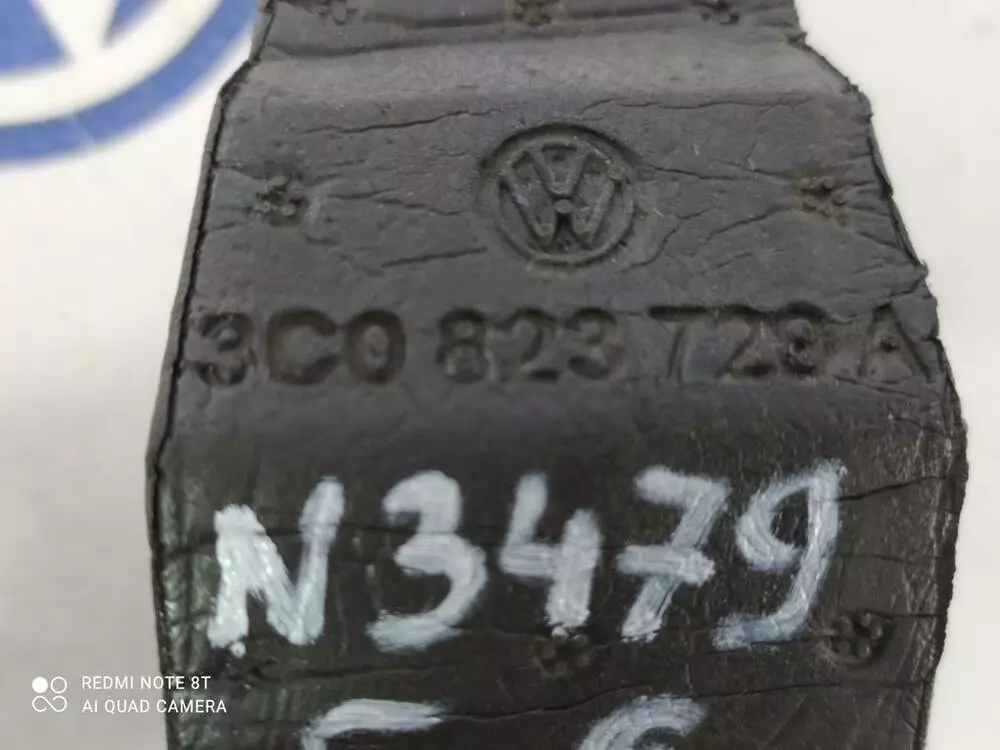 3C0 823 723 A
N3479
REDMI NOTE 8T
AI QUAD CAMERA